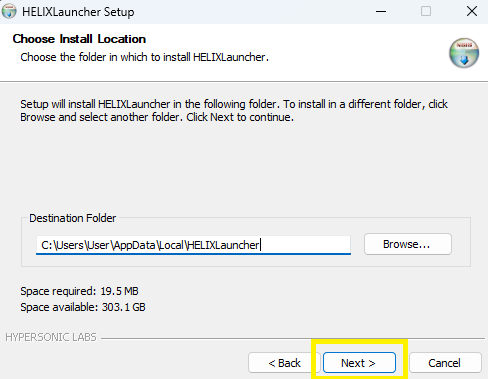 HELIXLauncher Setup
Choose Install Location
Choose the folder in which to install HELIXLauncher.
Setup will install HELIXLauncher in the following folder. To install in a different folder, click
Browse and select another folder. Click Next to continue.
Destination Folder
C:\Users\User\AppData\Local\HELIXLauncher
Browse...
Space required: 19.5 MB
Space available: 303.1 GB
HYPERSONIC LABS
< Back
Next >
Cancel